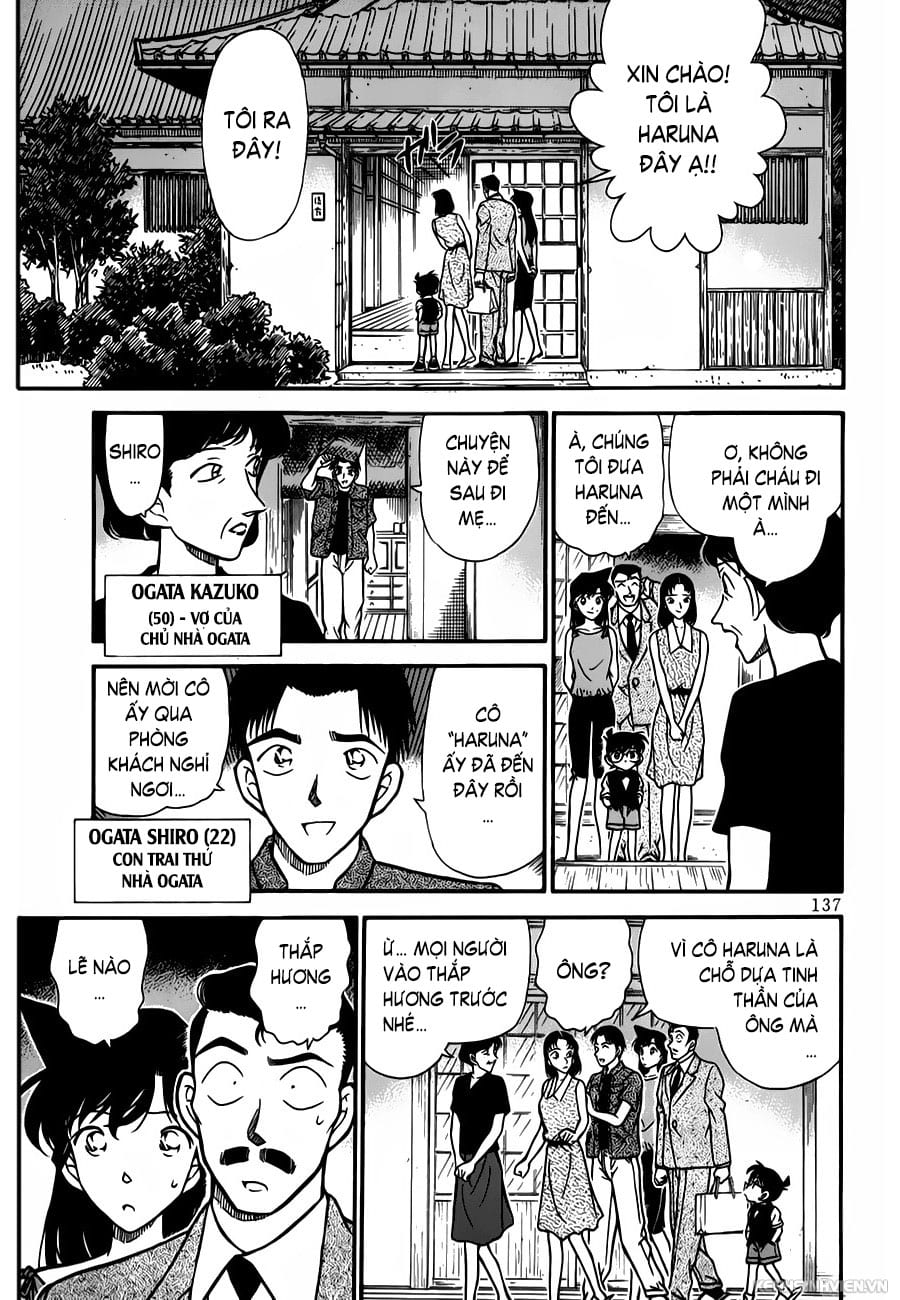 XIN CHÀO!
TÔI LÀ
HARUNA
ĐÂY Ạ!!
TÔI RA
ĐÂY!
ガラ
Ơ, KHÔNG
PHẢI CHÁU ĐI
MỘT MÌNH
À...
À, CHÚNG
TÔI ĐƯA
HARUNA
ĐẾN...
CHUYỆN
NÀY ĐỂ
SAU ĐI
MẸ...
SHIRO
...
OGATA KAZUKO
(50) - VỢ CỦA
CHỦ NHÀ OGATA
CÔ
“HARUNA”
ẤY ĐÃ ĐẾN
ĐÂY RỒI
...
NÊN MỜI CÔ
ẤY QUA
PHÒNG
KHÁCH NGHỈ
NGƠI...
OGATA SHIRO (22)
CON TRAI THỨ
NHÀ OGATA
137
VÌ CÔ HARUNA LÀ
CHỖ DỰA TINH
THẦN CỦA
ÔNG MÀ
...
ÔNG?
Ừ... MỌI NGƯỜI
VÀO THẮP
HƯƠNG TRƯỚC
NHÉ...
THẮP
HƯƠNG
...
LẼ NÀO
...